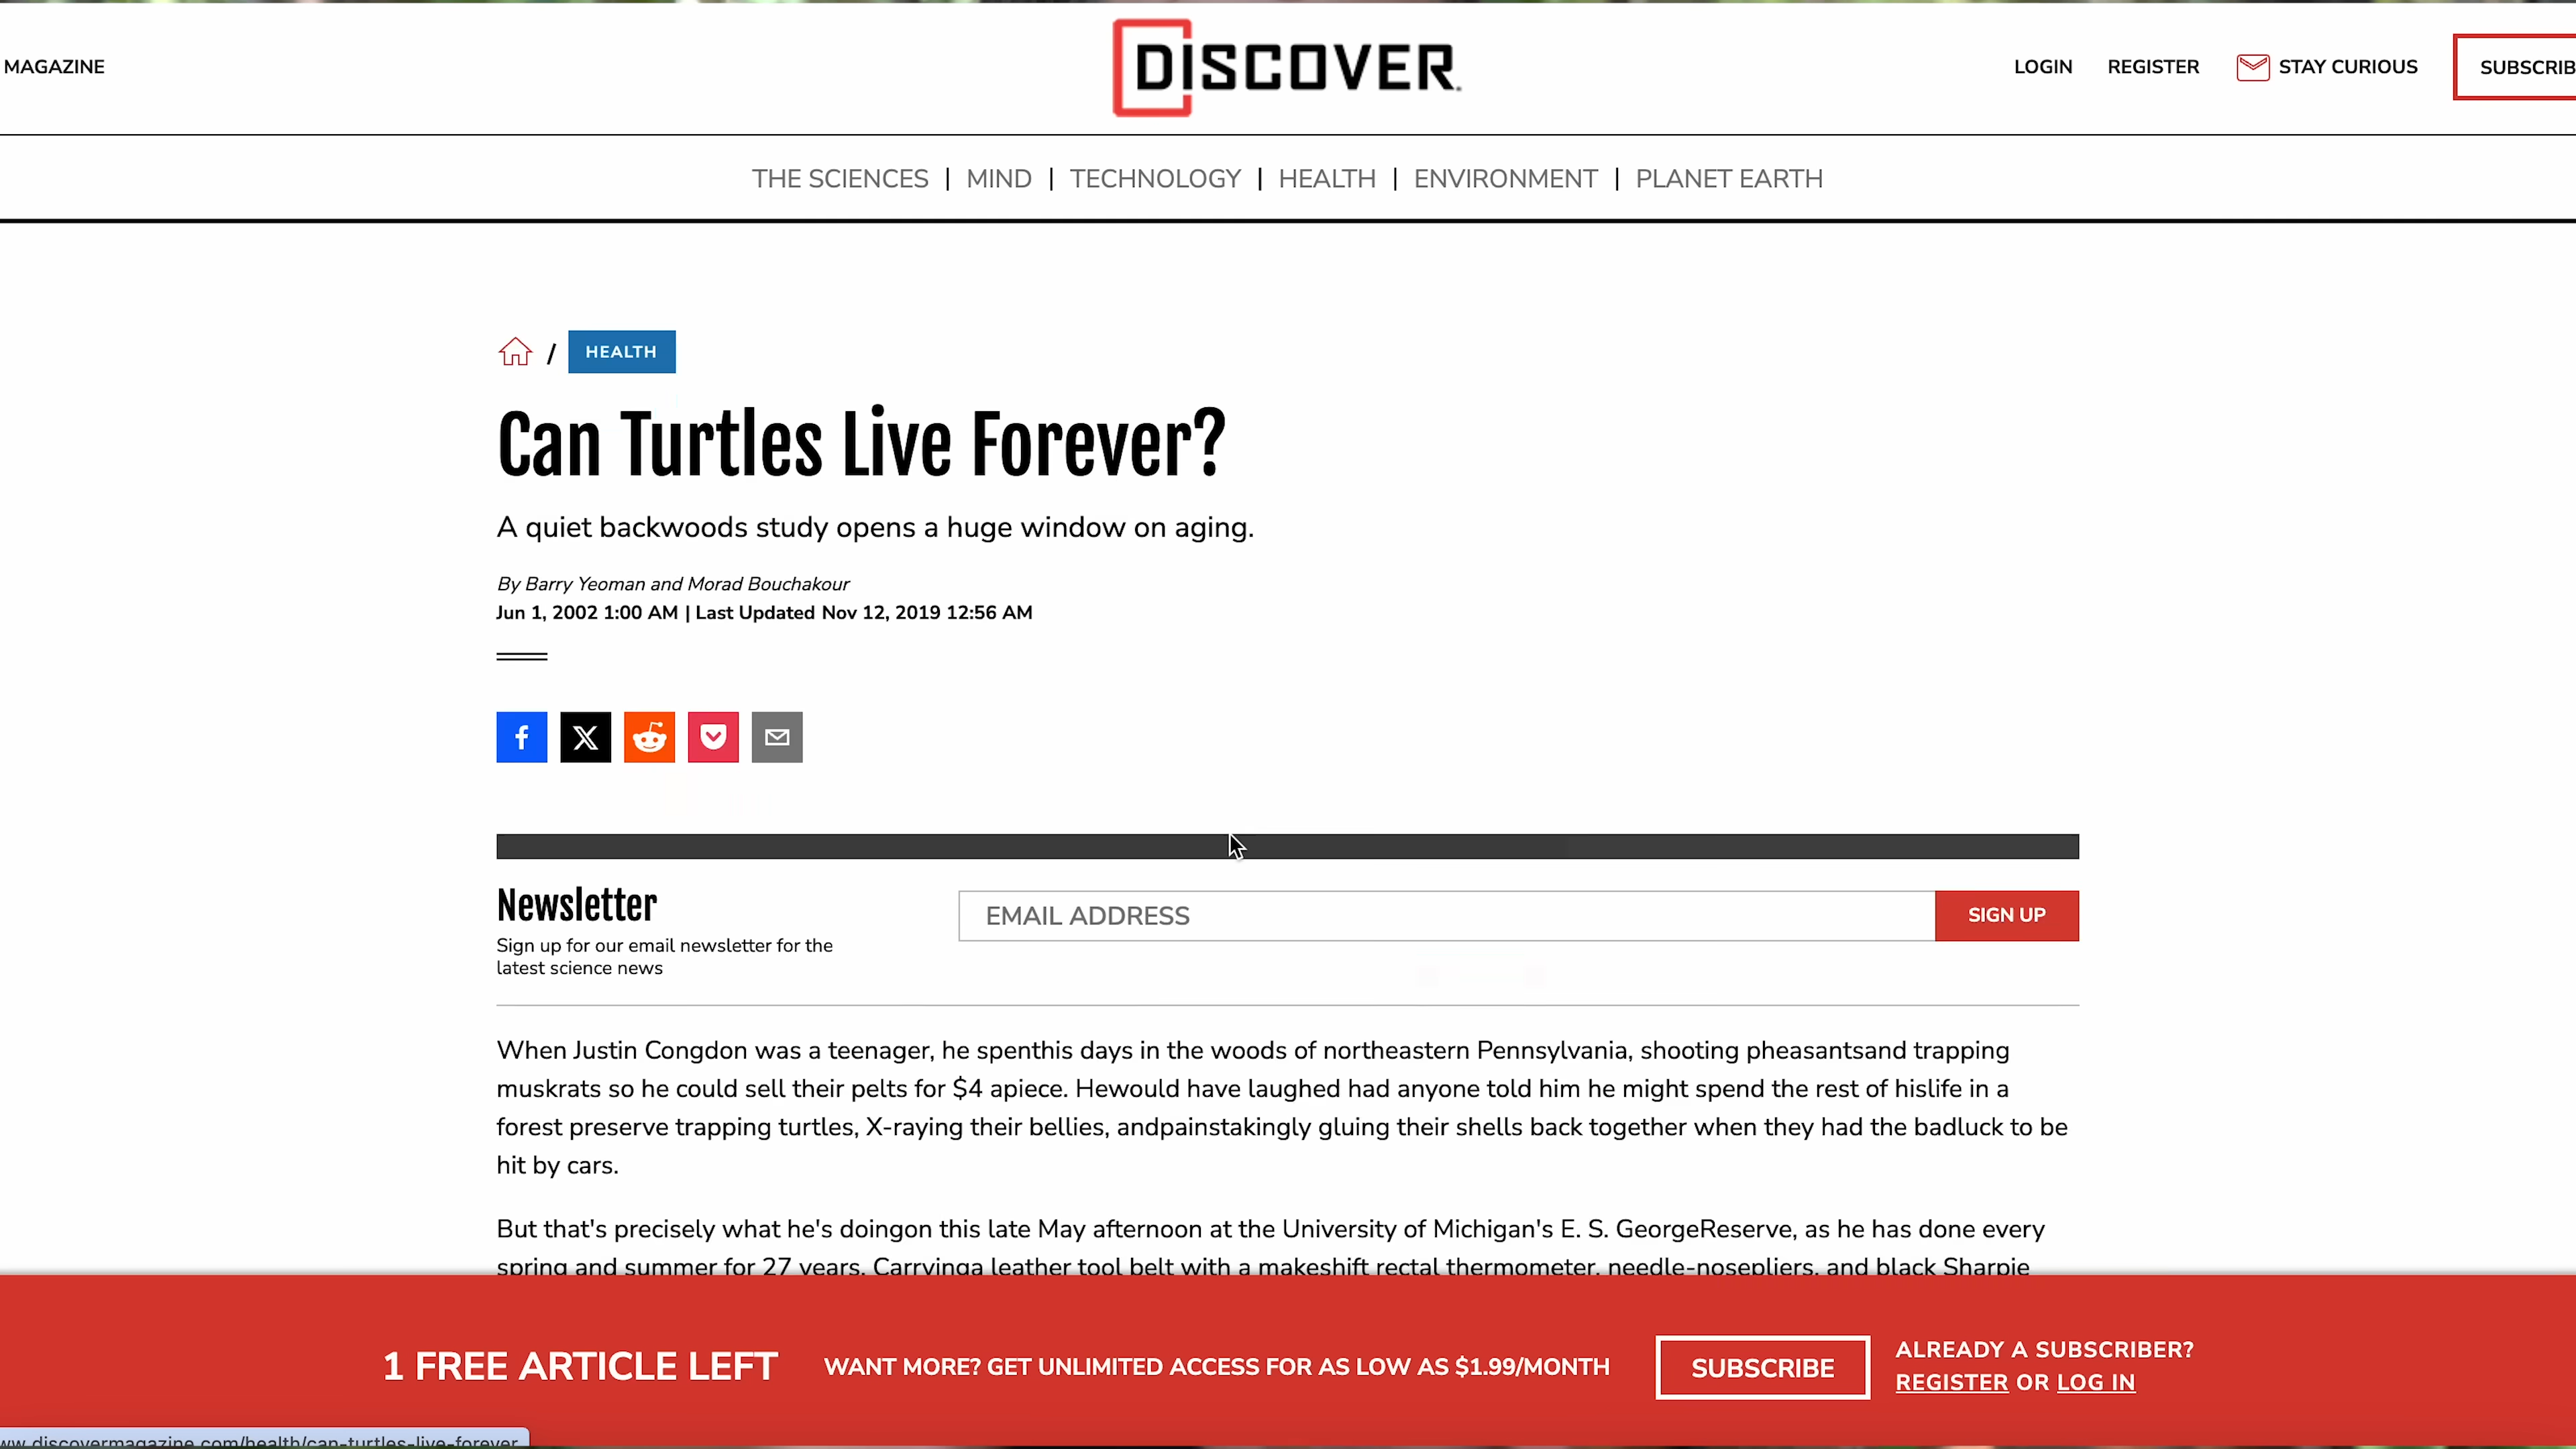 MAGAZINE
DISCOVER.
LOGIN
REGISTER
STAY CURIOUS
SUBSCRIB
THE SCIENCES | MIND | TECHNOLOGY | HEALTH | ENVIRONMENT | PLANET EARTH
/ HEALTH
Can Turtles Live Forever?
A quiet backwoods study opens a huge window on aging.
By Barry Yeoman and Morad Bouchakour
Jun 1, 2002 1:00 AM | Last Updated Nov 12, 2019 12:56 AM
Newsletter
Sign up for our email newsletter for the
latest science news
EMAIL ADDRESS
SIGN UP
When Justin Congdon was a teenager, he spenthis days in the woods of northeastern Pennsylvania, shooting pheasantsand trapping
muskrats so he could sell their pelts for $4 apiece. Hewould have laughed had anyone told him he might spend the rest of hislife in a
forest preserve trapping turtles, X-raying their bellies, andpainstakingly gluing their shells back together when they had the badluck to be
hit by cars.
But that's precisely what he's doingon this late May afternoon at the University of Michigan's E. S. GeorgeReserve, as he has done every
spring and summer for 27 years. Carryinga leather tool belt with a makeshift rectal thermometer, needle-nosepliers, and black Sharpie
1 FREE ARTICLE LEFT
WANT MORE? GET UNLIMITED ACCESS FOR AS LOW AS $1.99/MONTH
SUBSCRIBE
ALREADY A SUBSCRIBER?
REGISTER OR LOG IN
ww.discovermagazine.com/health/can-turtles-live-forever